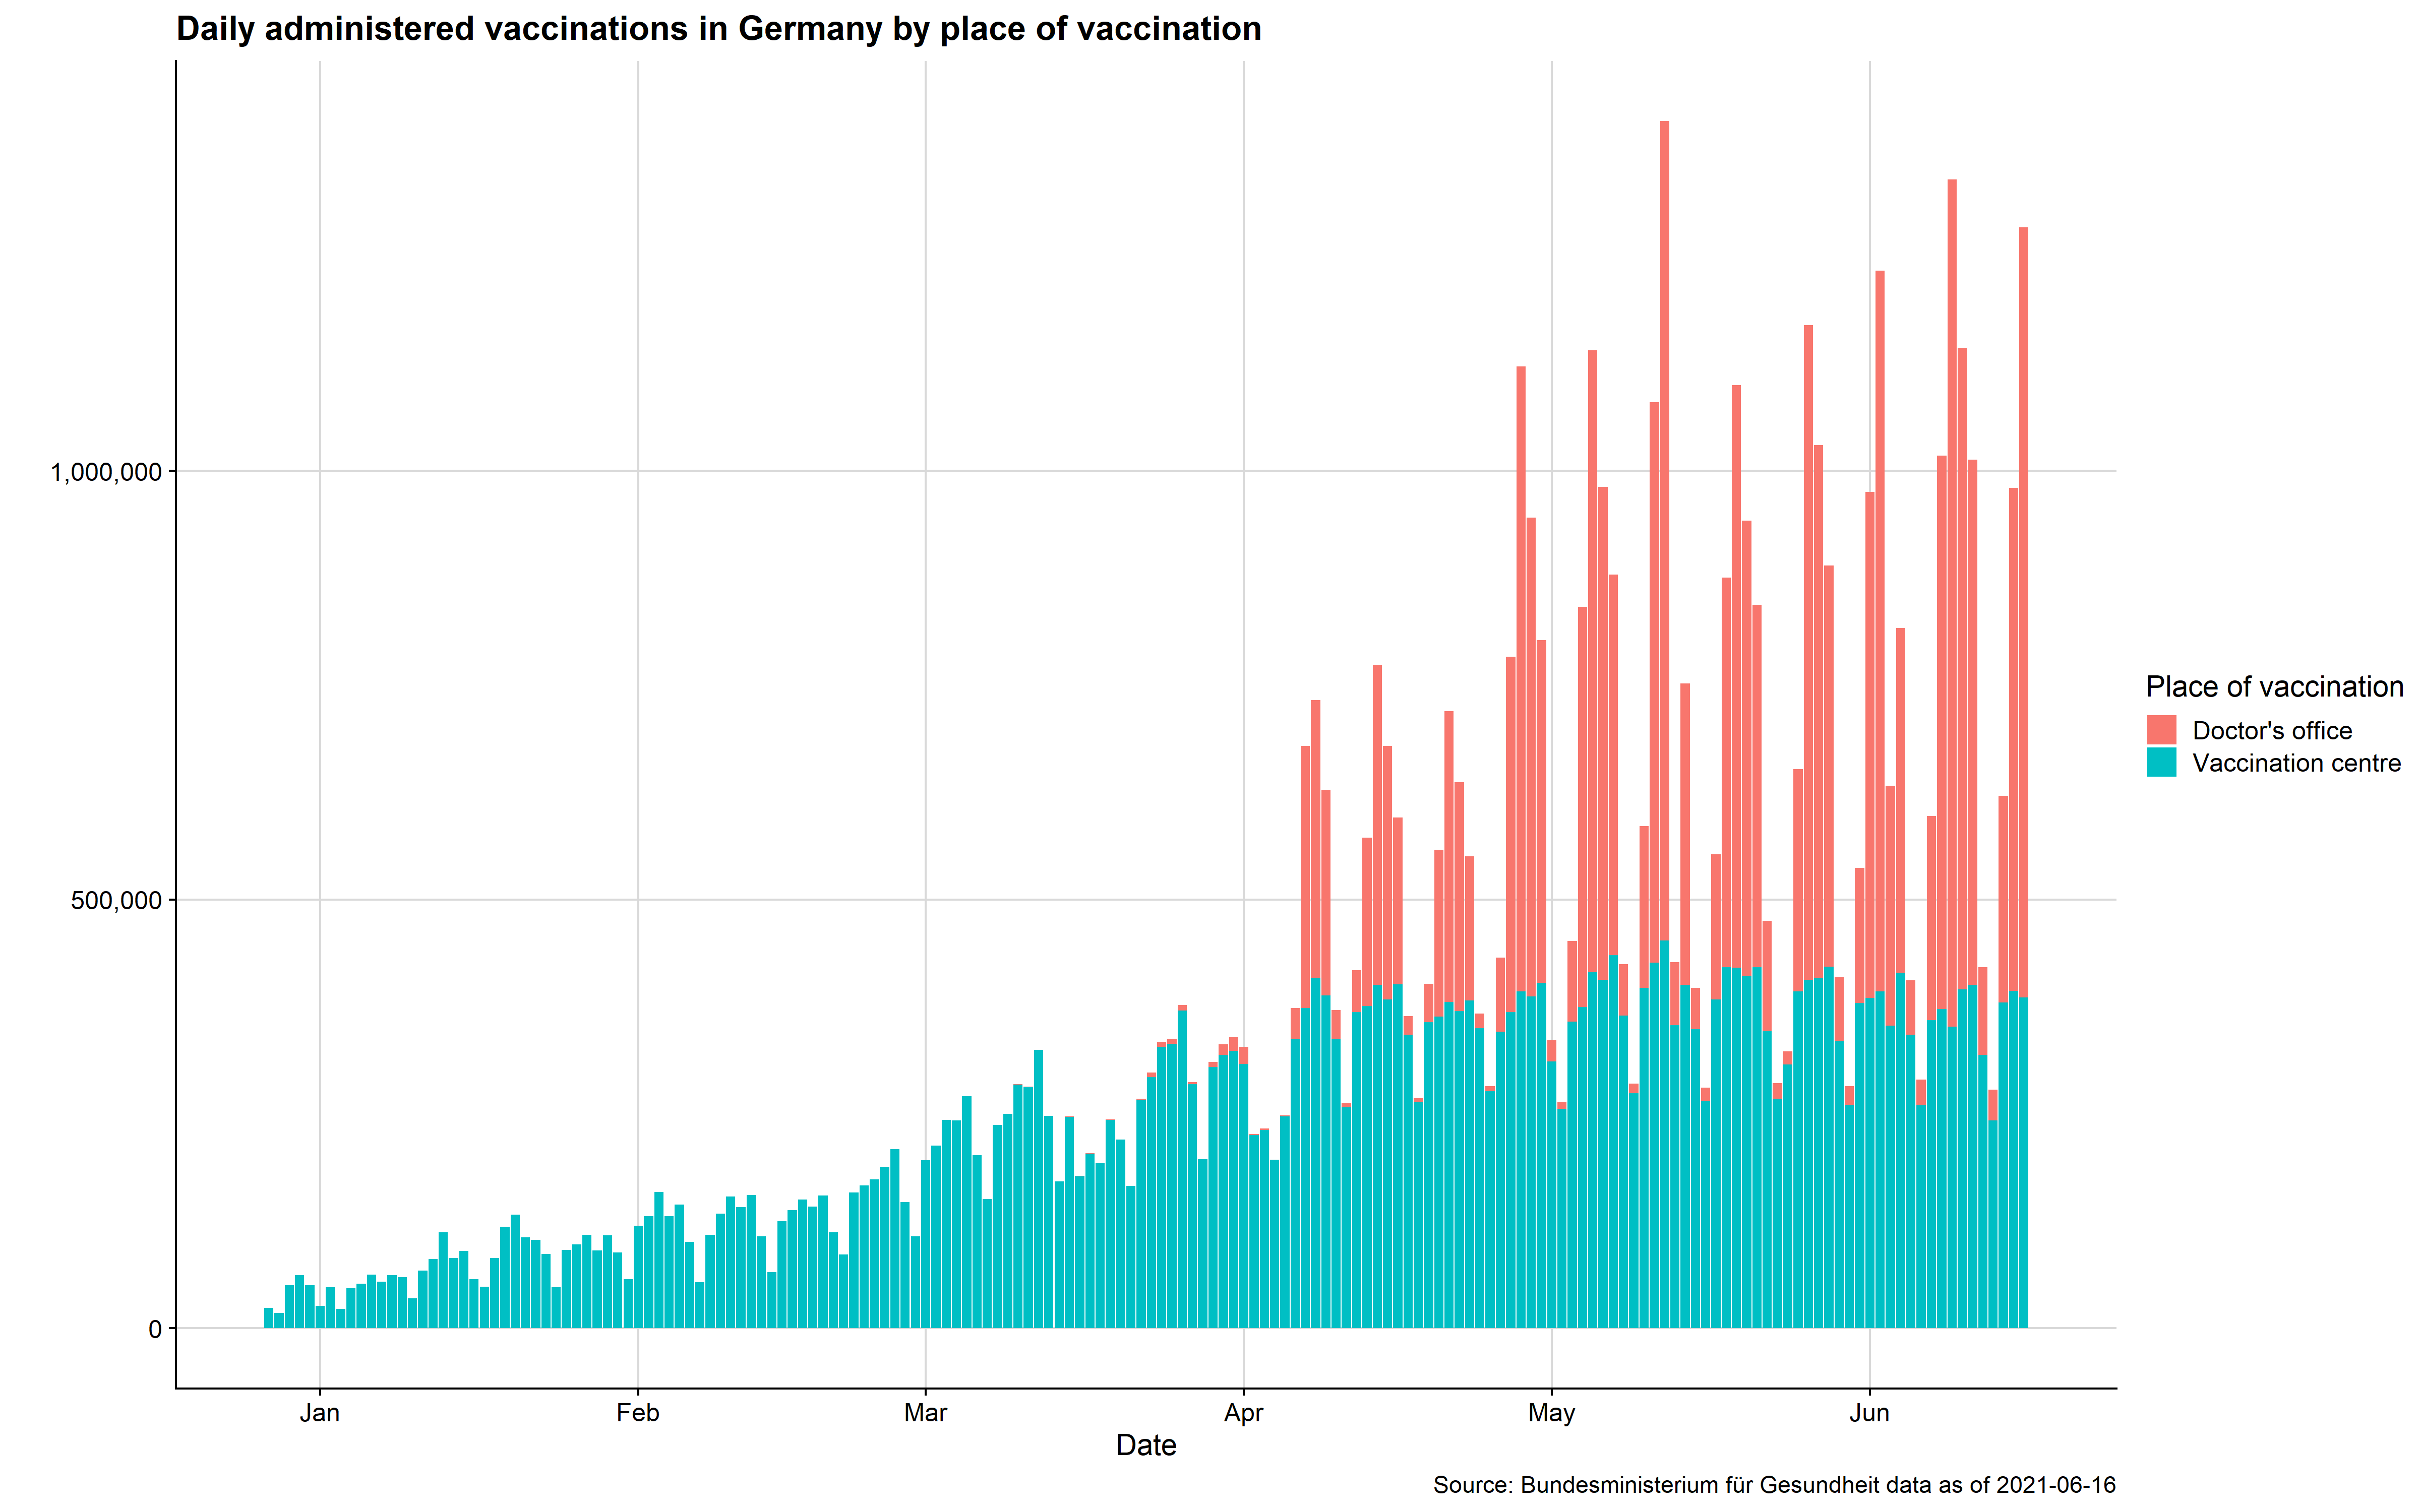 Daily administered vaccinations in Germany by place of vaccination
1,000,000
500,000
0
Jan Feb Mar Apr May Jun
Date
Place of vaccination
Doctor's office
Vaccination centre
Source: Bundesministerium für Gesundheit data as of 2021-06-16